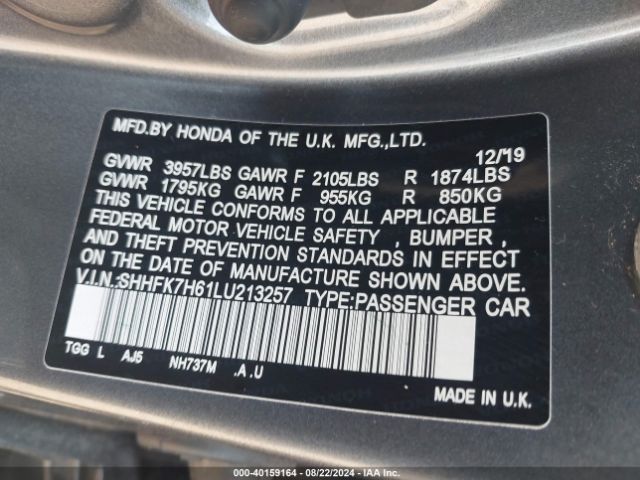 MFD.BY HONDA OF THE U.K. MFG.,LTD.
12/19
GVWR 3957LBS GAWR F 2105LBS R 1874LBS
GVWR 1795KG GAWR F 955KG R 850KG
THIS VEHICLE CONFORMS TO ALL APPLICABLE
FEDERAL MOTOR VEHICLE SAFETY , BUMPER ,
AND THEFT PREVENTION STANDARDS IN EFFECT
ON THE DATE OF MANUFACTURE SHOWN ABOVE.
V.I.N.:SHHFK7H61LU213257 TYPE:PASSENGER CAR
TGG L AJ5 NH737M .A.U
MADE IN U.K.
000-40159164 | 08/22/2024 | IAA Inc.